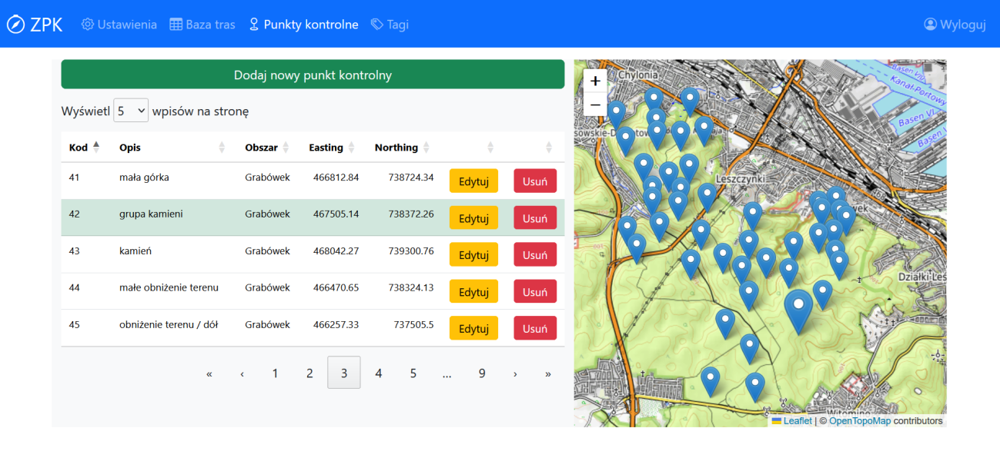 ZPK Ustawienia Baza tras Punkty kontrolne Tagi Wyloguj
Dodaj nowy punkt kontrolny
Wyświetl 5 wpisów na stronę
Kod Opis Obszar Easting Northing
41 mała górka Grabówek 466812.84 738724.34 Edytuj Usuń
42 grupa kamieni Grabówek 467505.14 738372.26 Edytuj Usuń
43 kamień Grabówek 468042.27 739300.76 Edytuj Usuń
44 małe obniżenie terenu Grabówek 466470.65 738324.13 Edytuj Usuń
45 obniżenie terenu / dół Grabówek 466257.33 737505.5 Edytuj Usuń
« ‹ 1 2 3 4 5 ... 9 › »
+
−
Chylonia
Basen VIII
Kanał Portowy
Basen VI
Basen
Leszczynki
Działki Leś
Witomino
Leaflet | © OpenTopoMap contributors